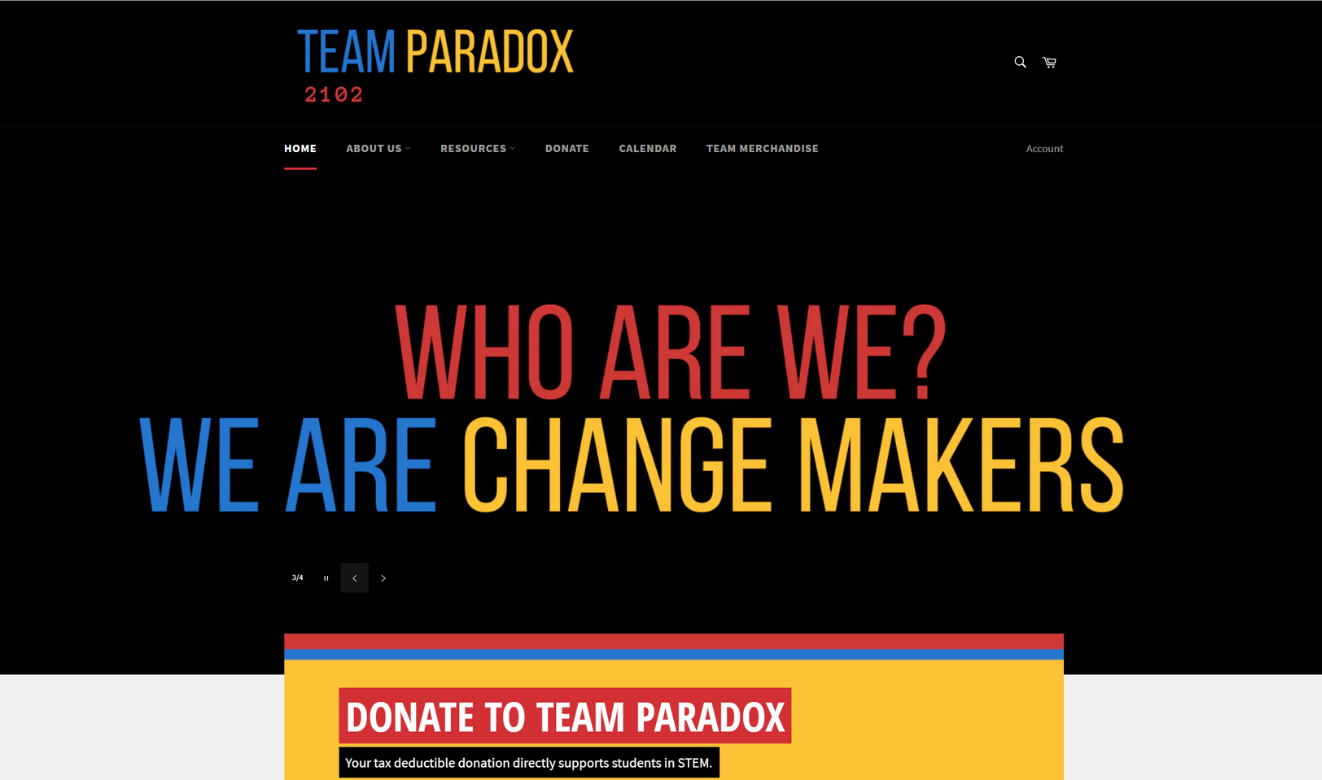 TEAM PARADOX
2102
HOME ABOUT US RESOURCES DONATE CALENDAR TEAM MERCHANDISE Account
WHO ARE WE?
WE ARE CHANGE MAKERS
3/4
DONATE TO TEAM PARADOX
Your tax deductible donation directly supports students in STEM.